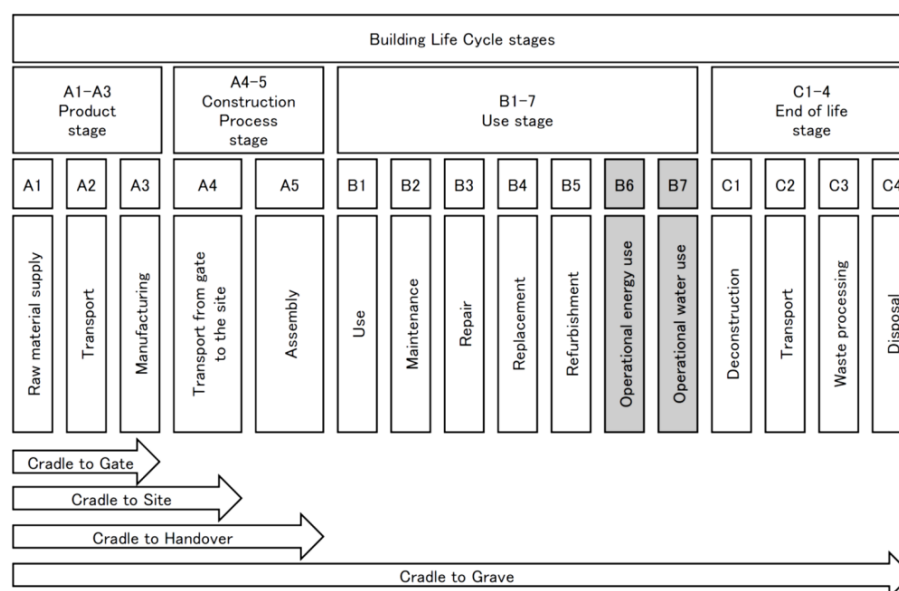 Building Life Cycle stages
A1-A3
Product
stage
A4-5
Construction
Process
stage
B1-7
Use stage
C1-4
End of life
stage
A1
A2
A3
A4
A5
B1
B2
B3
B4
B5
B6
B7
C1
C2
C3
C4
Raw material supply
Transport
Manufacturing
Transport from gate
to the site
Assembly
Use
Maintenance
Repair
Replacement
Refurbishment
Operational energy use
Operational water use
Deconstruction
Transport
Waste processing
Disposal
Cradle to Gate
Cradle to Site
Cradle to Handover
Cradle to Grave